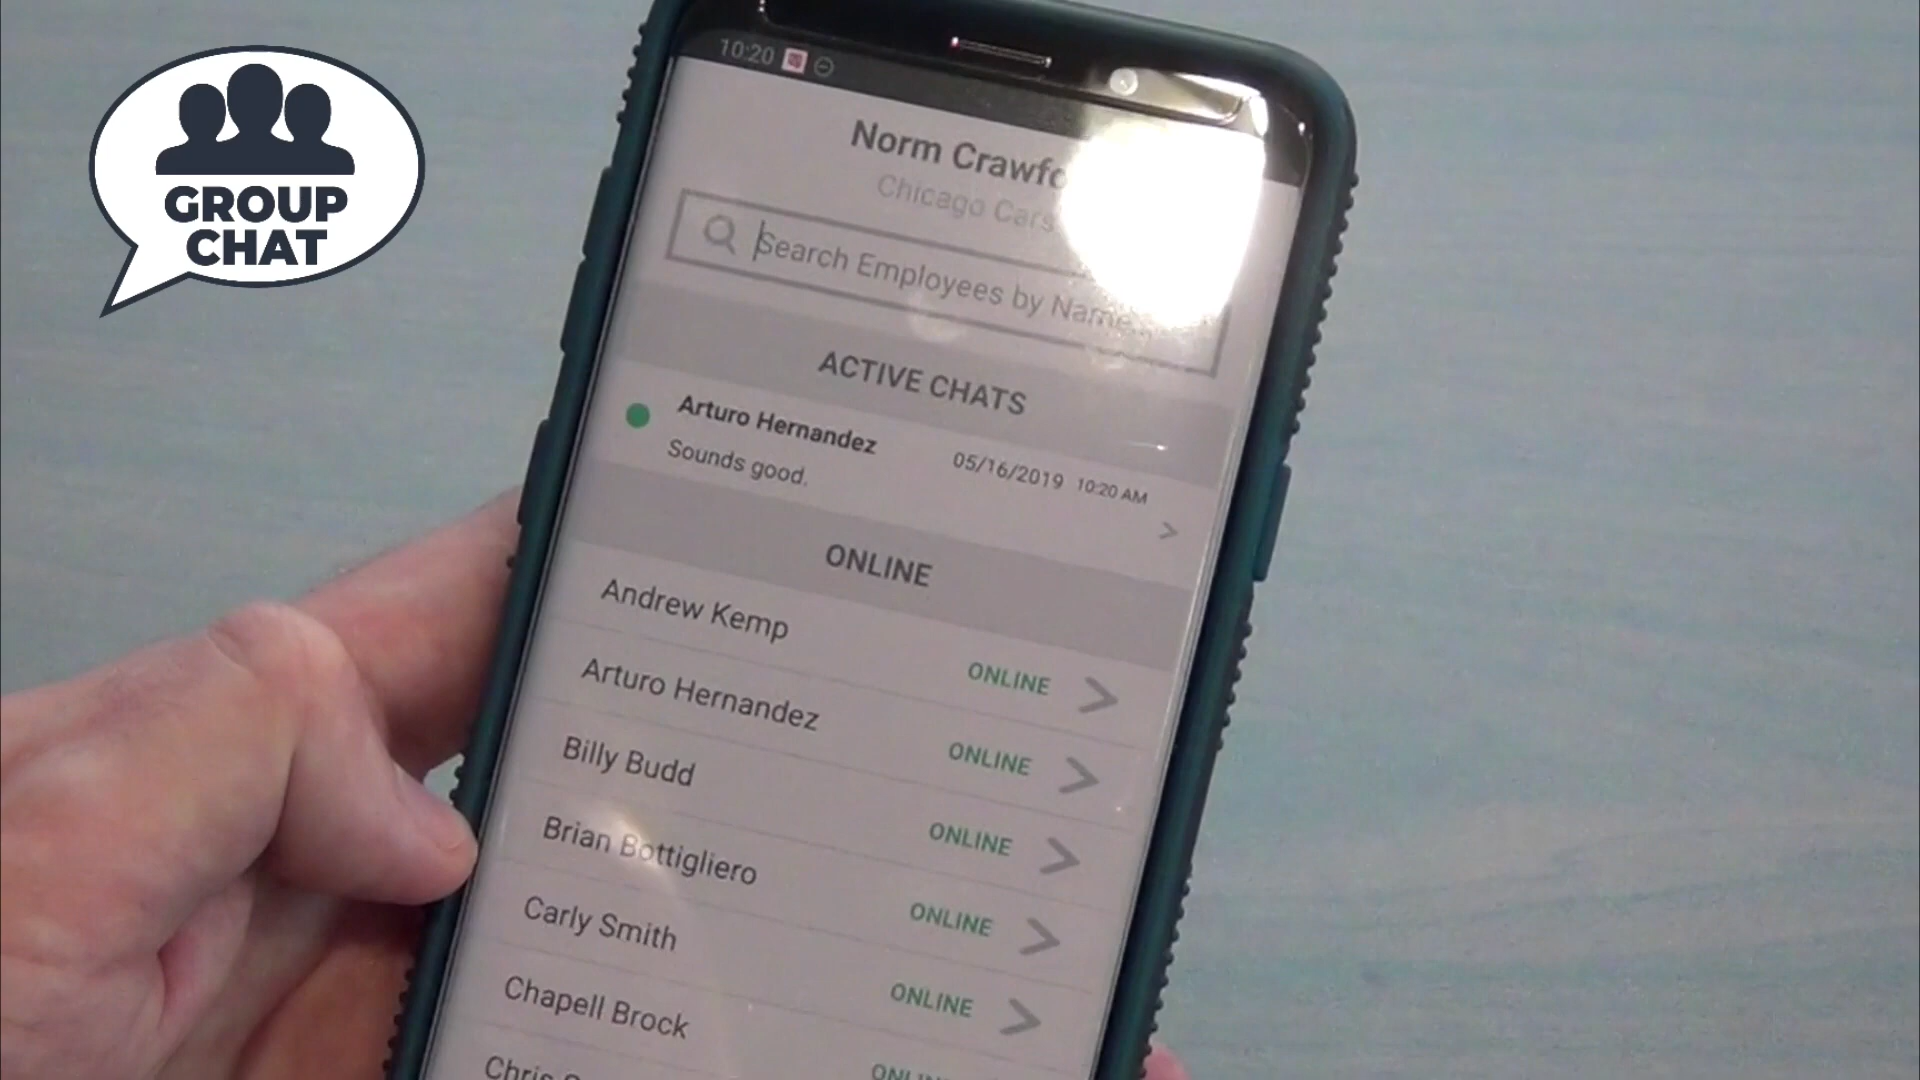 GROUP
CHAT
10:20
Norm
Chicago Cars
Search Employees by Name...
ACTIVE CHATS
Arturo Hernandez
Sounds good.
05/16/2019 10:20 AM
ONLINE
Andrew Kemp
ONLINE
Arturo Hernandez
ONLINE
Billy Budd
ONLINE
Brian Bottigliero
ONLINE
Carly Smith
ONLINE
Chapell Brock